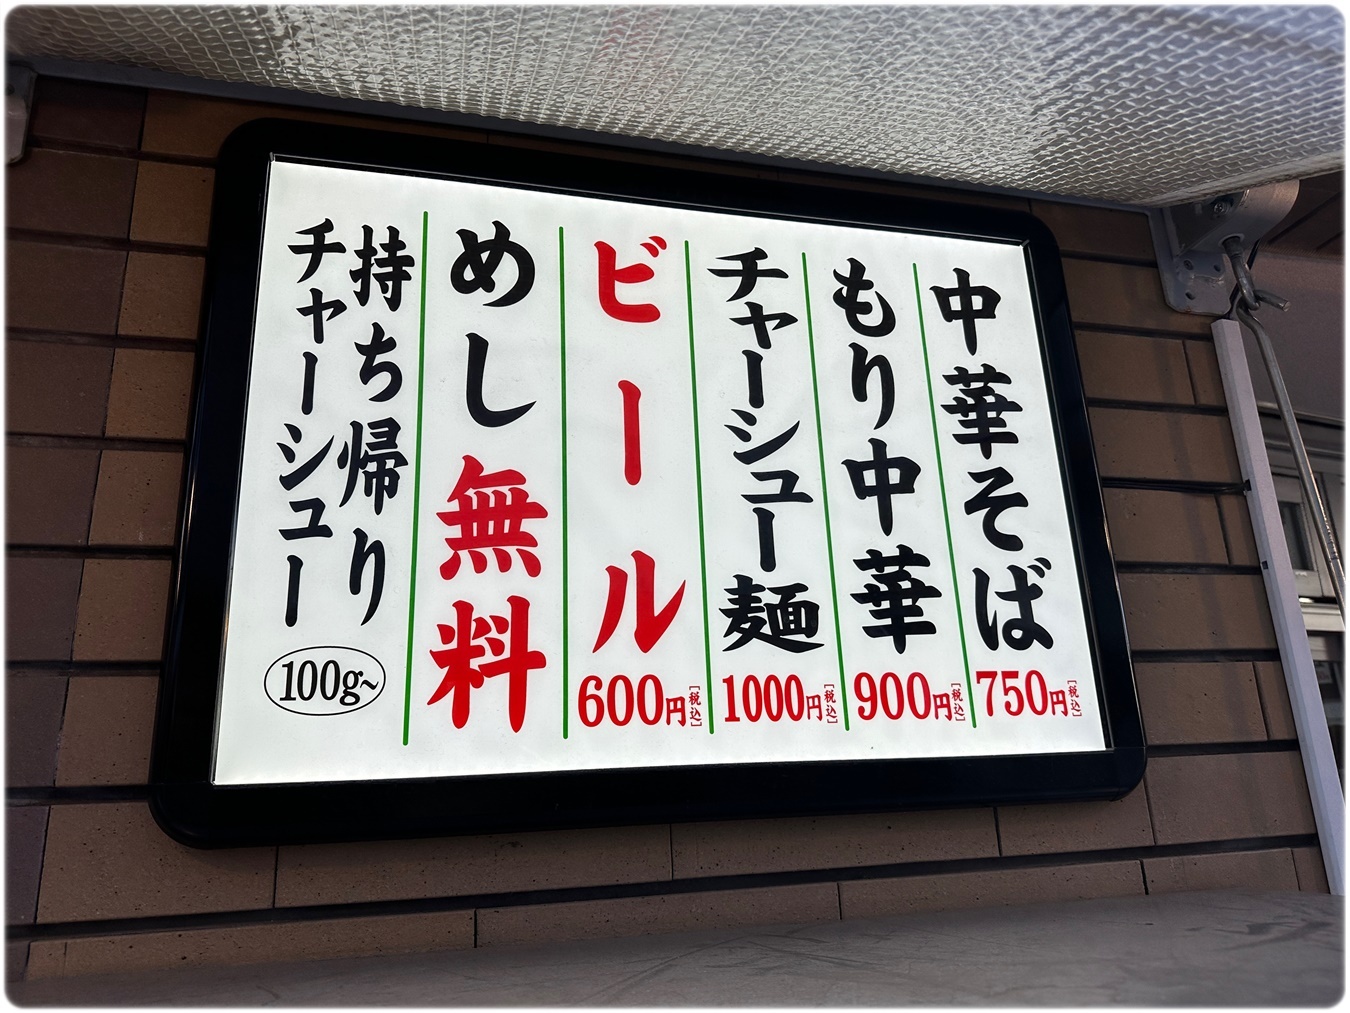 中華そば
750円[税込]
もり中華
900円[税込]
チャーシュー麺
1000円[税込]
ビール
600円[税込]
めし無料
持ち帰り
チャーシュー
100g~